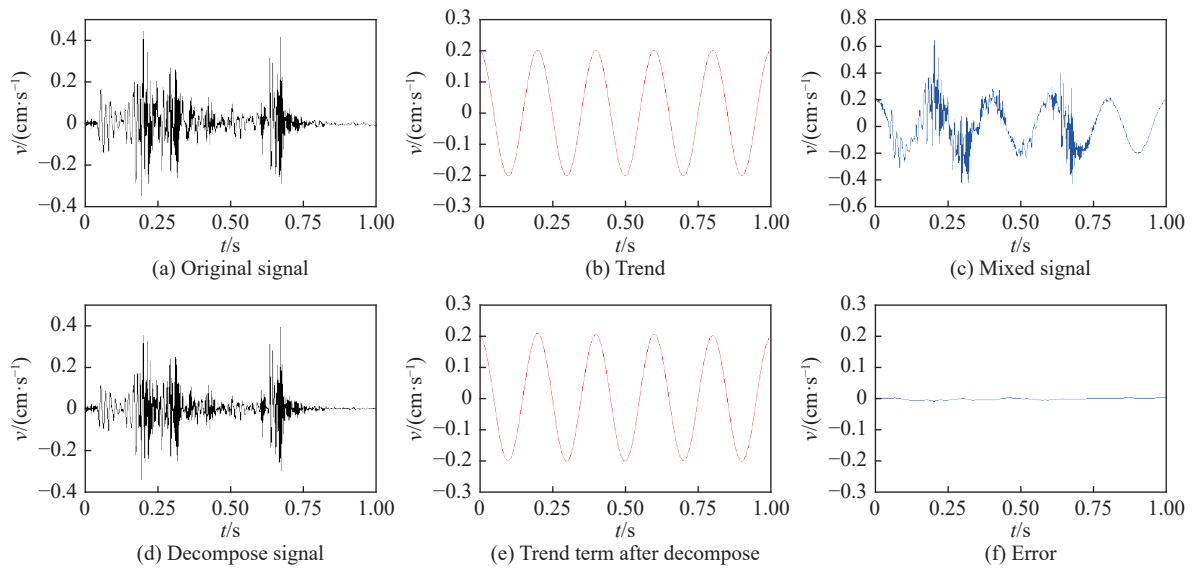 v/(cm·s⁻¹)
0.4
0.2
0
−0.2
−0.4
0 0.25 0.50 0.75 1.00
t/s
(a) Original signal
v/(cm·s⁻¹)
0.3
0.2
0.1
0
−0.1
−0.2
−0.3
0 0.25 0.50 0.75 1.00
t/s
(b) Trend
v/(cm·s⁻¹)
0.8
0.6
0.4
0.2
0
−0.2
−0.4
−0.6
0 0.25 0.50 0.75 1.00
t/s
(c) Mixed signal
v/(cm·s⁻¹)
0.4
0.2
0
−0.2
−0.4
0 0.25 0.50 0.75 1.00
t/s
(d) Decompose signal
v/(cm·s⁻¹)
0.3
0.2
0.1
0
−0.1
−0.2
−0.3
0 0.25 0.50 0.75 1.00
t/s
(e) Trend term after decompose
v/(cm·s⁻¹)
0.3
0.2
0.1
0
−0.1
−0.2
−0.3
0 0.25 0.50 0.75 1.00
t/s
(f) Error